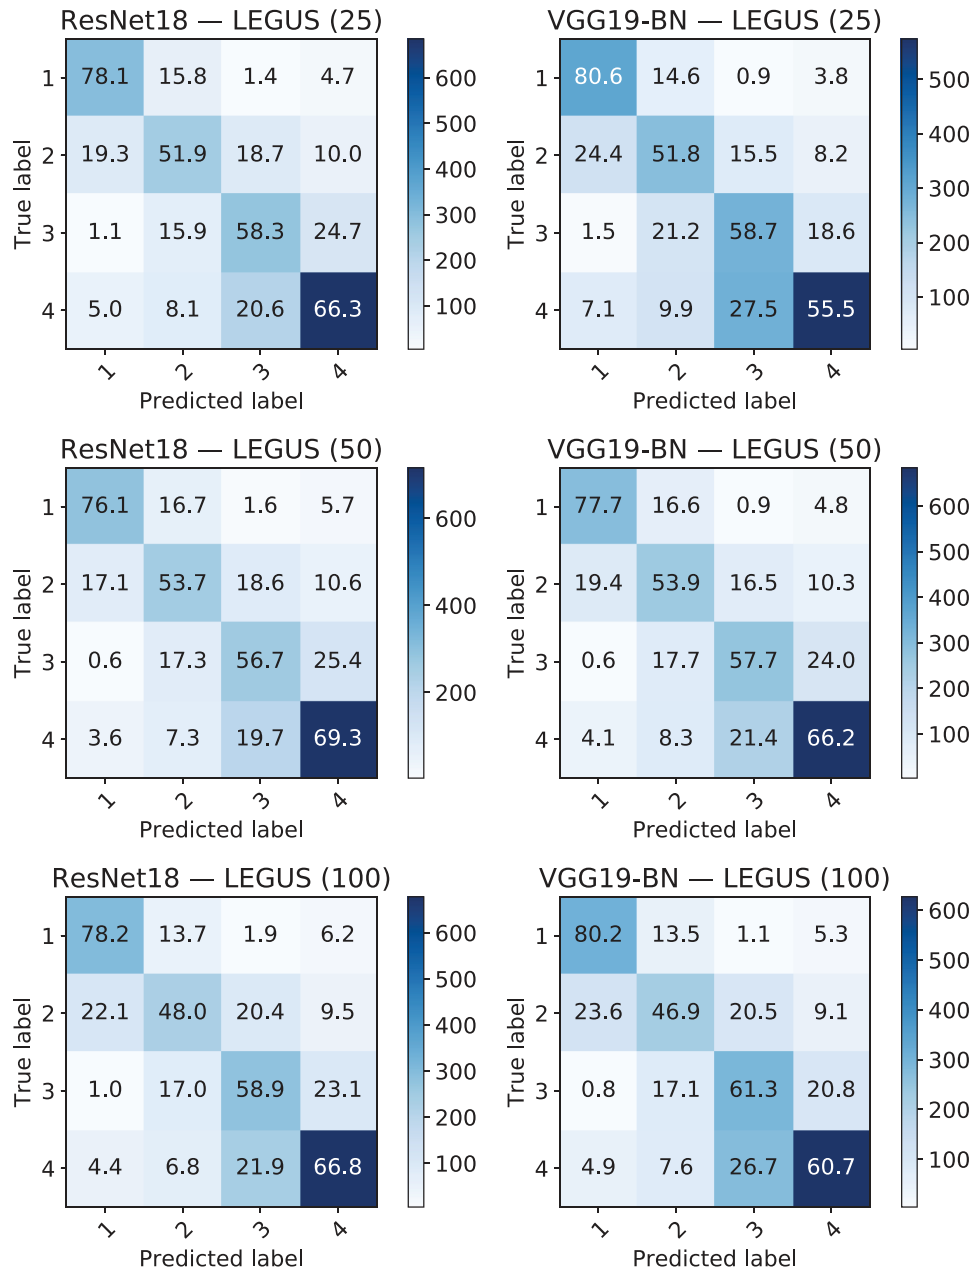 ResNet18 — LEGUS (25)
1 78.1 15.8 1.4 4.7
2 19.3 51.9 18.7 10.0
3 1.1 15.9 58.3 24.7
4 5.0 8.1 20.6 66.3
True label
1 2 3 4
Predicted label
600
500
400
300
200
100
VGG19-BN — LEGUS (25)
1 80.6 14.6 0.9 3.8
2 24.4 51.8 15.5 8.2
3 1.5 21.2 58.7 18.6
4 7.1 9.9 27.5 55.5
True label
1 2 3 4
Predicted label
500
400
300
200
100
ResNet18 — LEGUS (50)
1 76.1 16.7 1.6 5.7
2 17.1 53.7 18.6 10.6
3 0.6 17.3 56.7 25.4
4 3.6 7.3 19.7 69.3
True label
1 2 3 4
Predicted label
600
400
200
VGG19-BN — LEGUS (50)
1 77.7 16.6 0.9 4.8
2 19.4 53.9 16.5 10.3
3 0.6 17.7 57.7 24.0
4 4.1 8.3 21.4 66.2
True label
1 2 3 4
Predicted label
600
500
400
300
200
100
ResNet18 — LEGUS (100)
1 78.2 13.7 1.9 6.2
2 22.1 48.0 20.4 9.5
3 1.0 17.0 58.9 23.1
4 4.4 6.8 21.9 66.8
True label
1 2 3 4
Predicted label
600
500
400
300
200
100
VGG19-BN — LEGUS (100)
1 80.2 13.5 1.1 5.3
2 23.6 46.9 20.5 9.1
3 0.8 17.1 61.3 20.8
4 4.9 7.6 26.7 60.7
True label
1 2 3 4
Predicted label
600
500
400
300
200
100